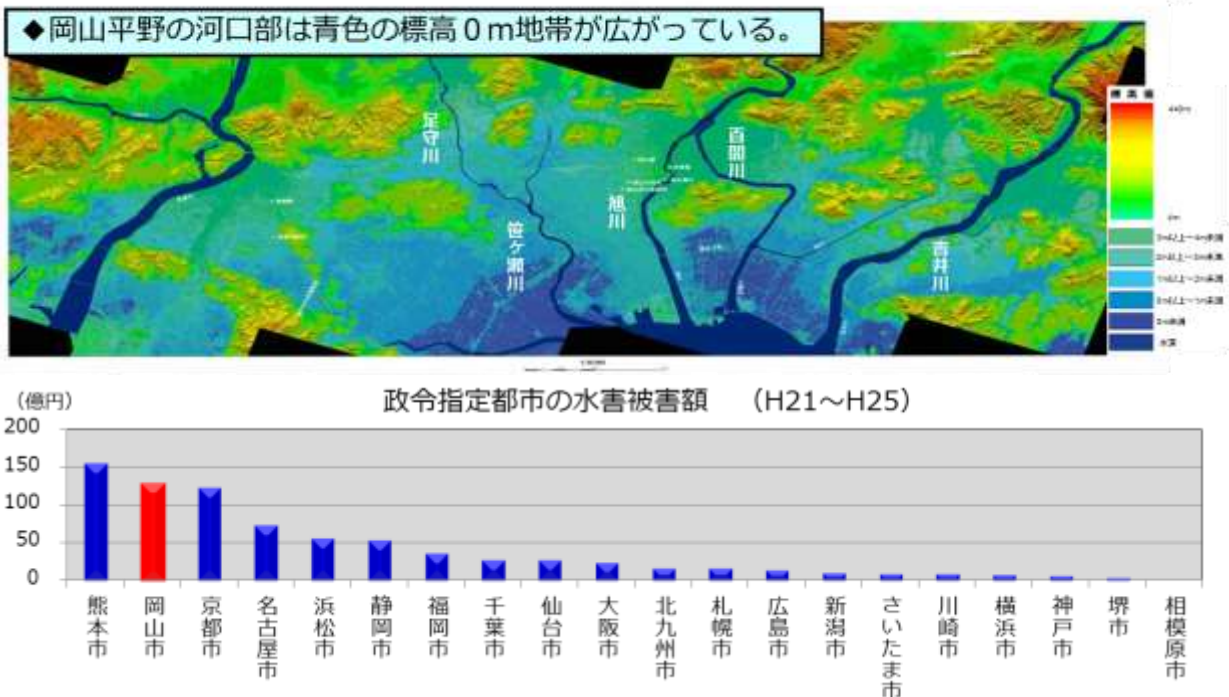 ◆岡山平野の河口部は青色の標高０ｍ地帯が広がっている。
足守川
百間川
旭川
笹ヶ瀬川
吉井川
標高値
0m
水涯
（億円）
政令指定都市の水害被害額　（H21～H25）
200
150
100
50
0
熊本市
岡山市
京都市
名古屋市
浜松市
静岡市
福岡市
千葉市
仙台市
大阪市
北九州市
札幌市
広島市
新潟市
さいたま市
川崎市
横浜市
神戸市
堺市
相模原市